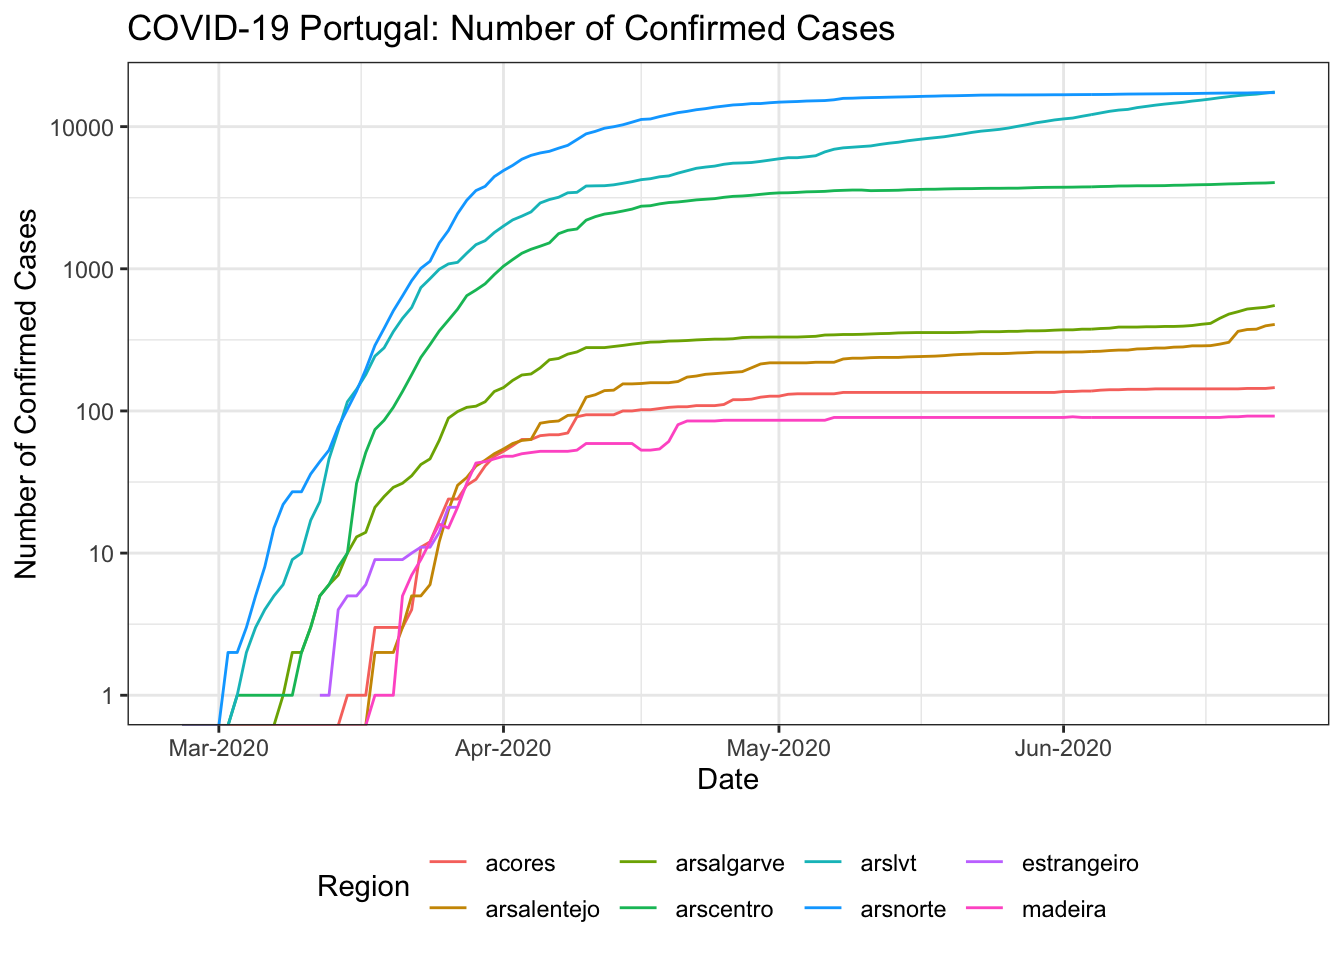 COVID-19 Portugal: Number of Confirmed Cases
Number of Confirmed Cases
10000
1000
100
10
1
Mar-2020 Apr-2020 May-2020 Jun-2020
Date
Region
acores arsalgarve arslvt estrangeiro
arsalentejo arscentro arsnorte madeira